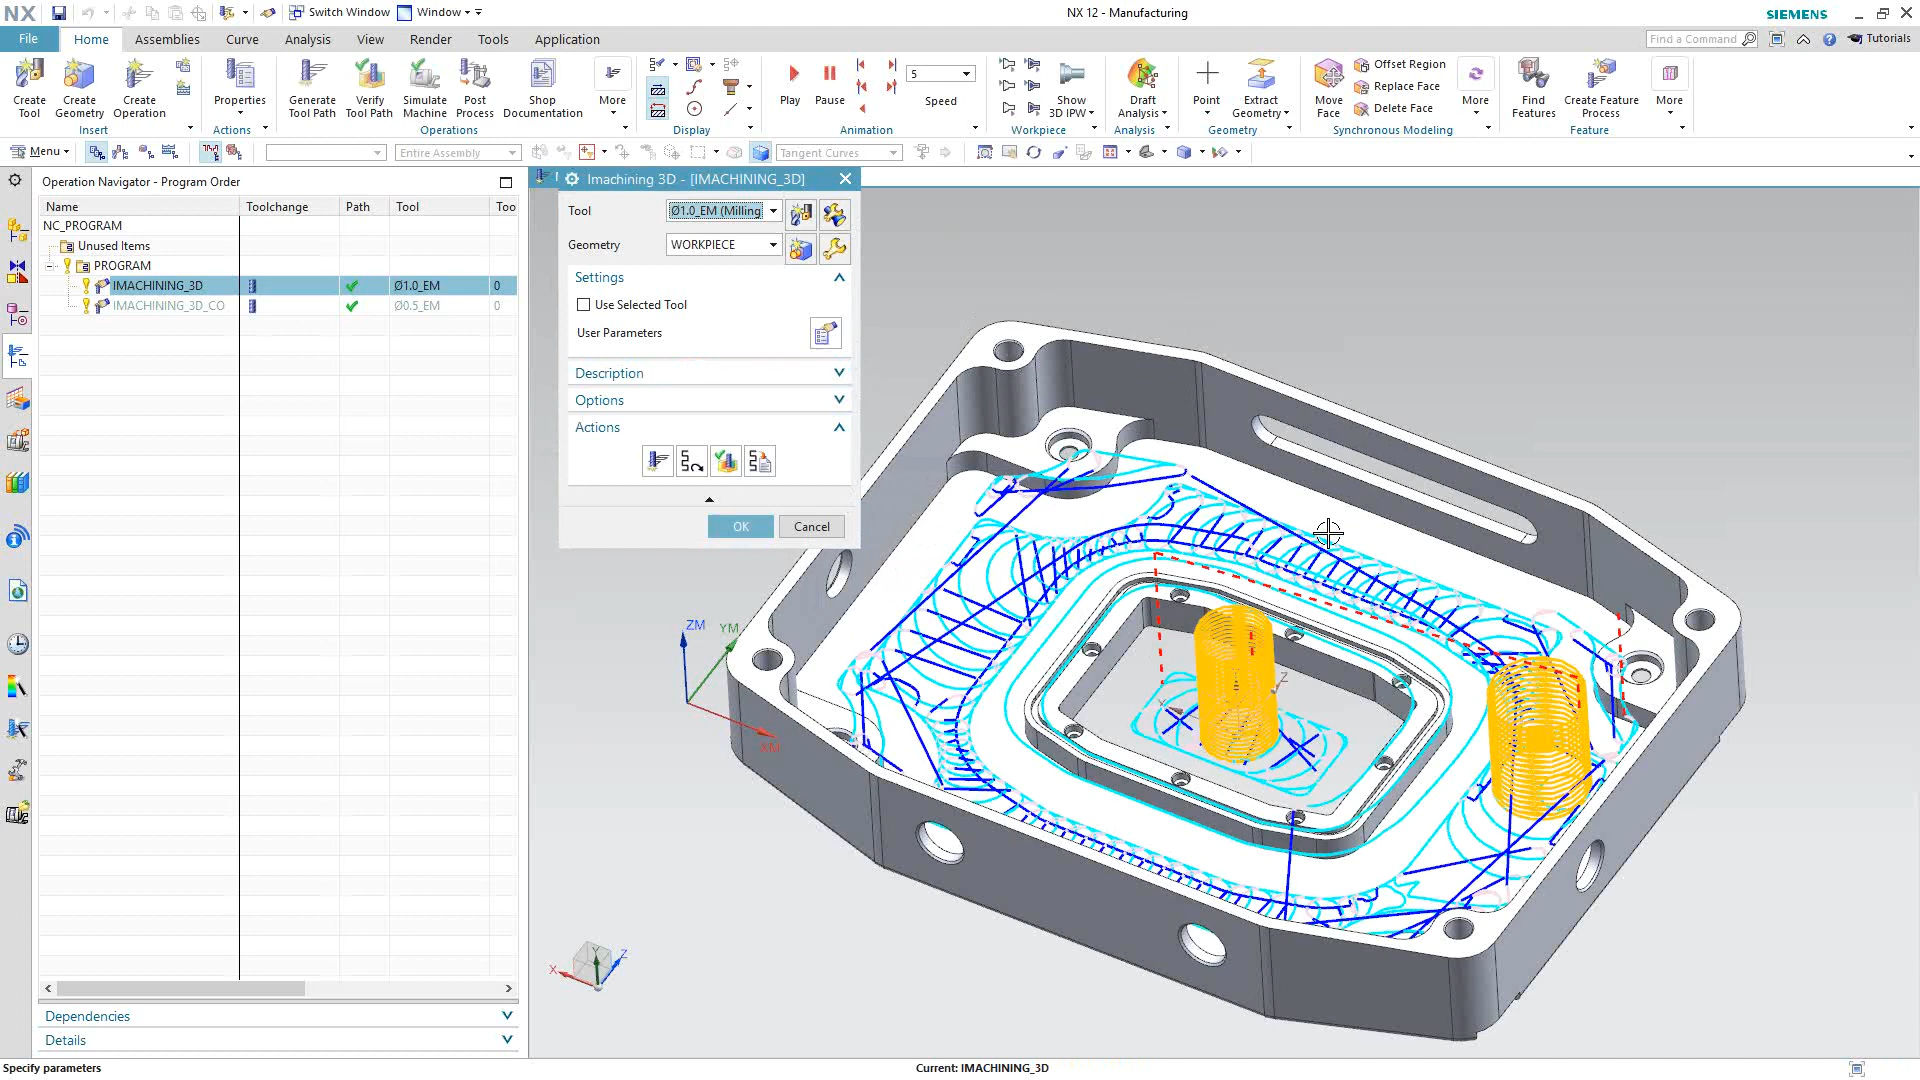 NX
Switch Window
Window
NX 12 - Manufacturing
SIEMENS
File
Home
Assemblies
Curve
Analysis
View
Render
Tools
Application
Find a Command
Tutorials
Create Tool
Create Geometry
Create Operation
Properties
Generate Tool Path
Verify Tool Path
Simulate Machine
Post Process
Shop Documentation
More
Play
Pause
5
Speed
Show 3D IPW
Draft Analysis
Point
Extract Geometry
Move Face
Offset Region
Replace Face
Delete Face
More
Find Features
Create Feature Process
More
Insert
Actions
Operations
Display
Animation
Workpiece
Analysis
Geometry
Synchronous Modeling
Feature
Menu
Entire Assembly
Tangent Curves
Operation Navigator - Program Order
Name
Toolchange
Path
Tool
Too
NC_PROGRAM
Unused Items
PROGRAM
IMACHINING_3D
Ø1.0_EM
0
IMACHINING_3D_CO
Ø0.5_EM
0
Dependencies
Details
Imachining 3D - [IMACHINING_3D]
Tool
Ø1.0_EM (Milling
Geometry
WORKPIECE
Settings
Use Selected Tool
User Parameters
Description
Options
Actions
OK
Cancel
ZM
YM
XM
Z
X
X
Y
Z
Specify parameters
Current: IMACHINING_3D